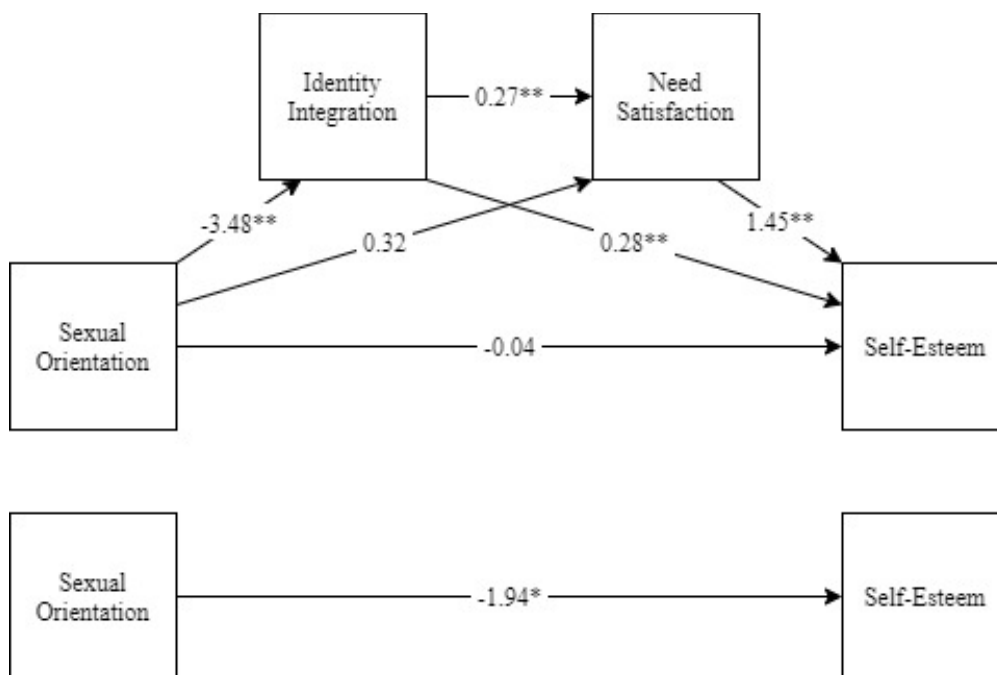 Identity
Integration
0.27**
Need
Satisfaction
-3.48**
0.32
0.28**
1.45**
Sexual
Orientation
-0.04
Self-Esteem
Sexual
Orientation
-1.94*
Self-Esteem